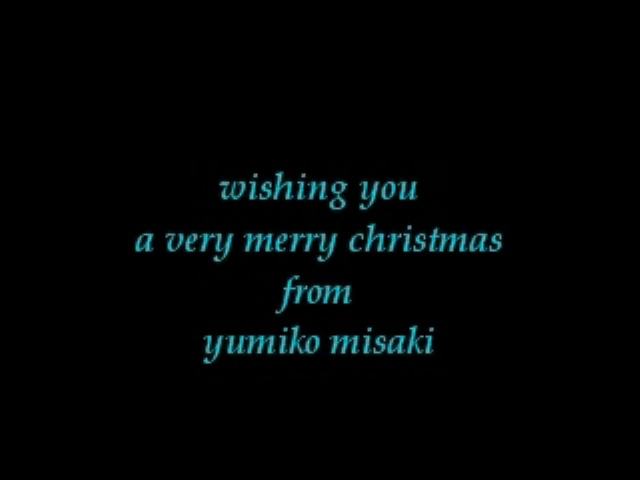 wishing you
a very merry christmas
from
yumiko misaki